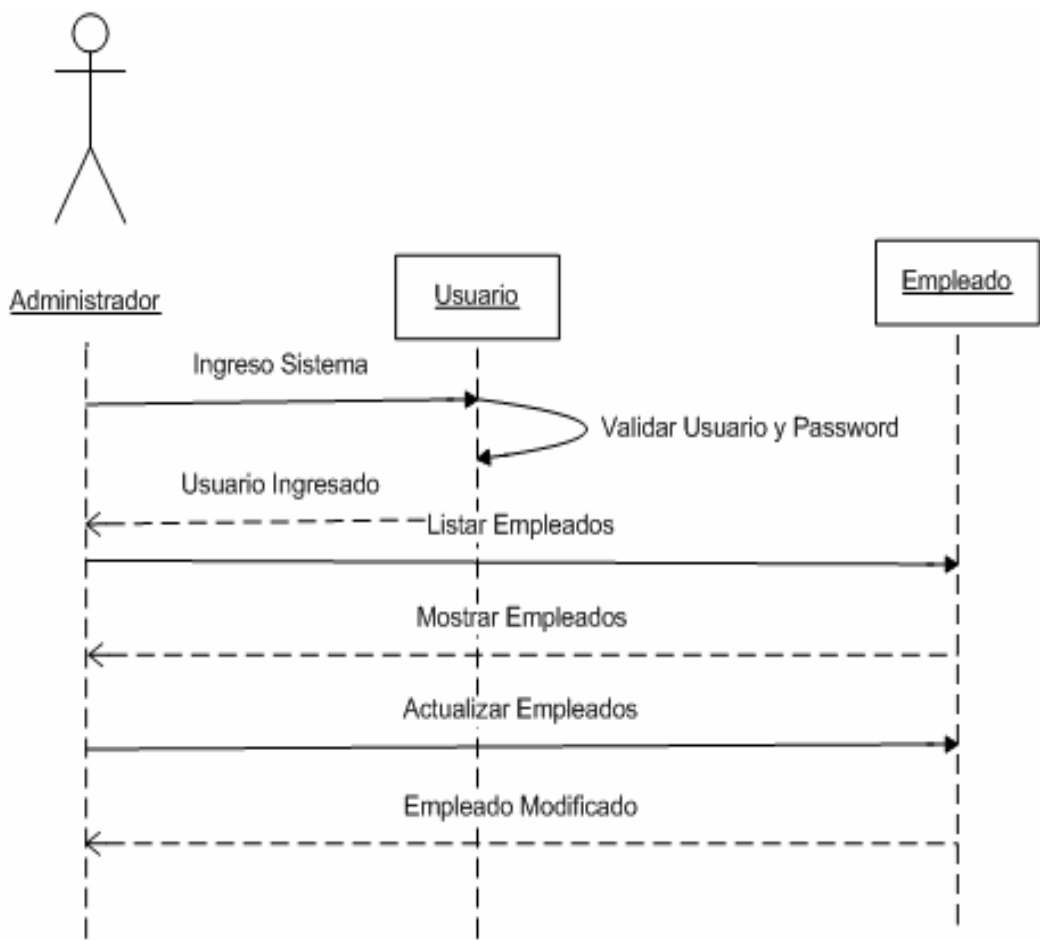 Administrador
Usuario
Empleado
Ingreso Sistema
Validar Usuario y Password
Usuario Ingresado
Listar Empleados
Mostrar Empleados
Actualizar Empleados
Empleado Modificado